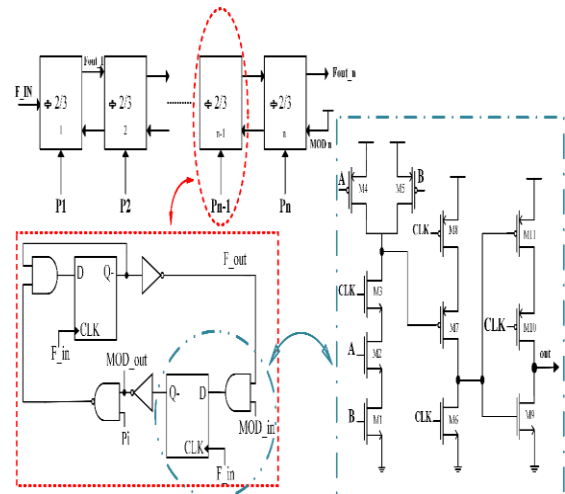 Fout_1
Fout_n
F_IN
÷ 2/3 ÷ 2/3 ÷ 2/3 ÷ 2/3
1 2 n-1 n
MOD n
P1 P2 Pn-1 Pn
D Q-
F_out
CLK
F_in
MOD_out
Q- D
Pi
MOD_in
CLK
F_in
A B
M4 M5
CLK M8 M11
CLK M3
M7 CLK M10
A M2
out
B M1
CLK M6 M9